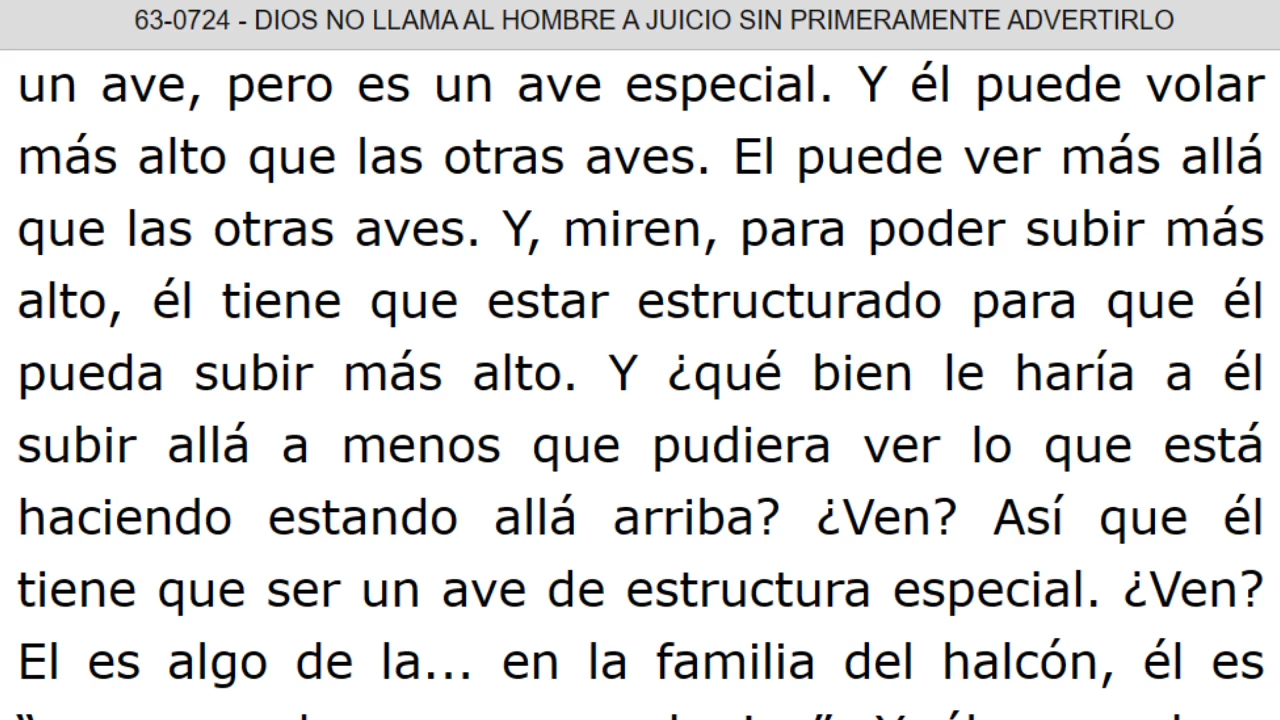 63-0724 - DIOS NO LLAMA AL HOMBRE A JUICIO SIN PRIMERAMENTE ADVERTIRLO
un ave, pero es un ave especial. Y él puede volar
más alto que las otras aves. El puede ver más allá
que las otras aves. Y, miren, para poder subir más
alto, él tiene que estar estructurado para que él
pueda subir más alto. Y ¿qué bien le haría a él
subir allá a menos que pudiera ver lo que está
haciendo estando allá arriba? ¿Ven? Así que él
tiene que ser un ave de estructura especial. ¿Ven?
El es algo de la... en la familia del halcón, él es